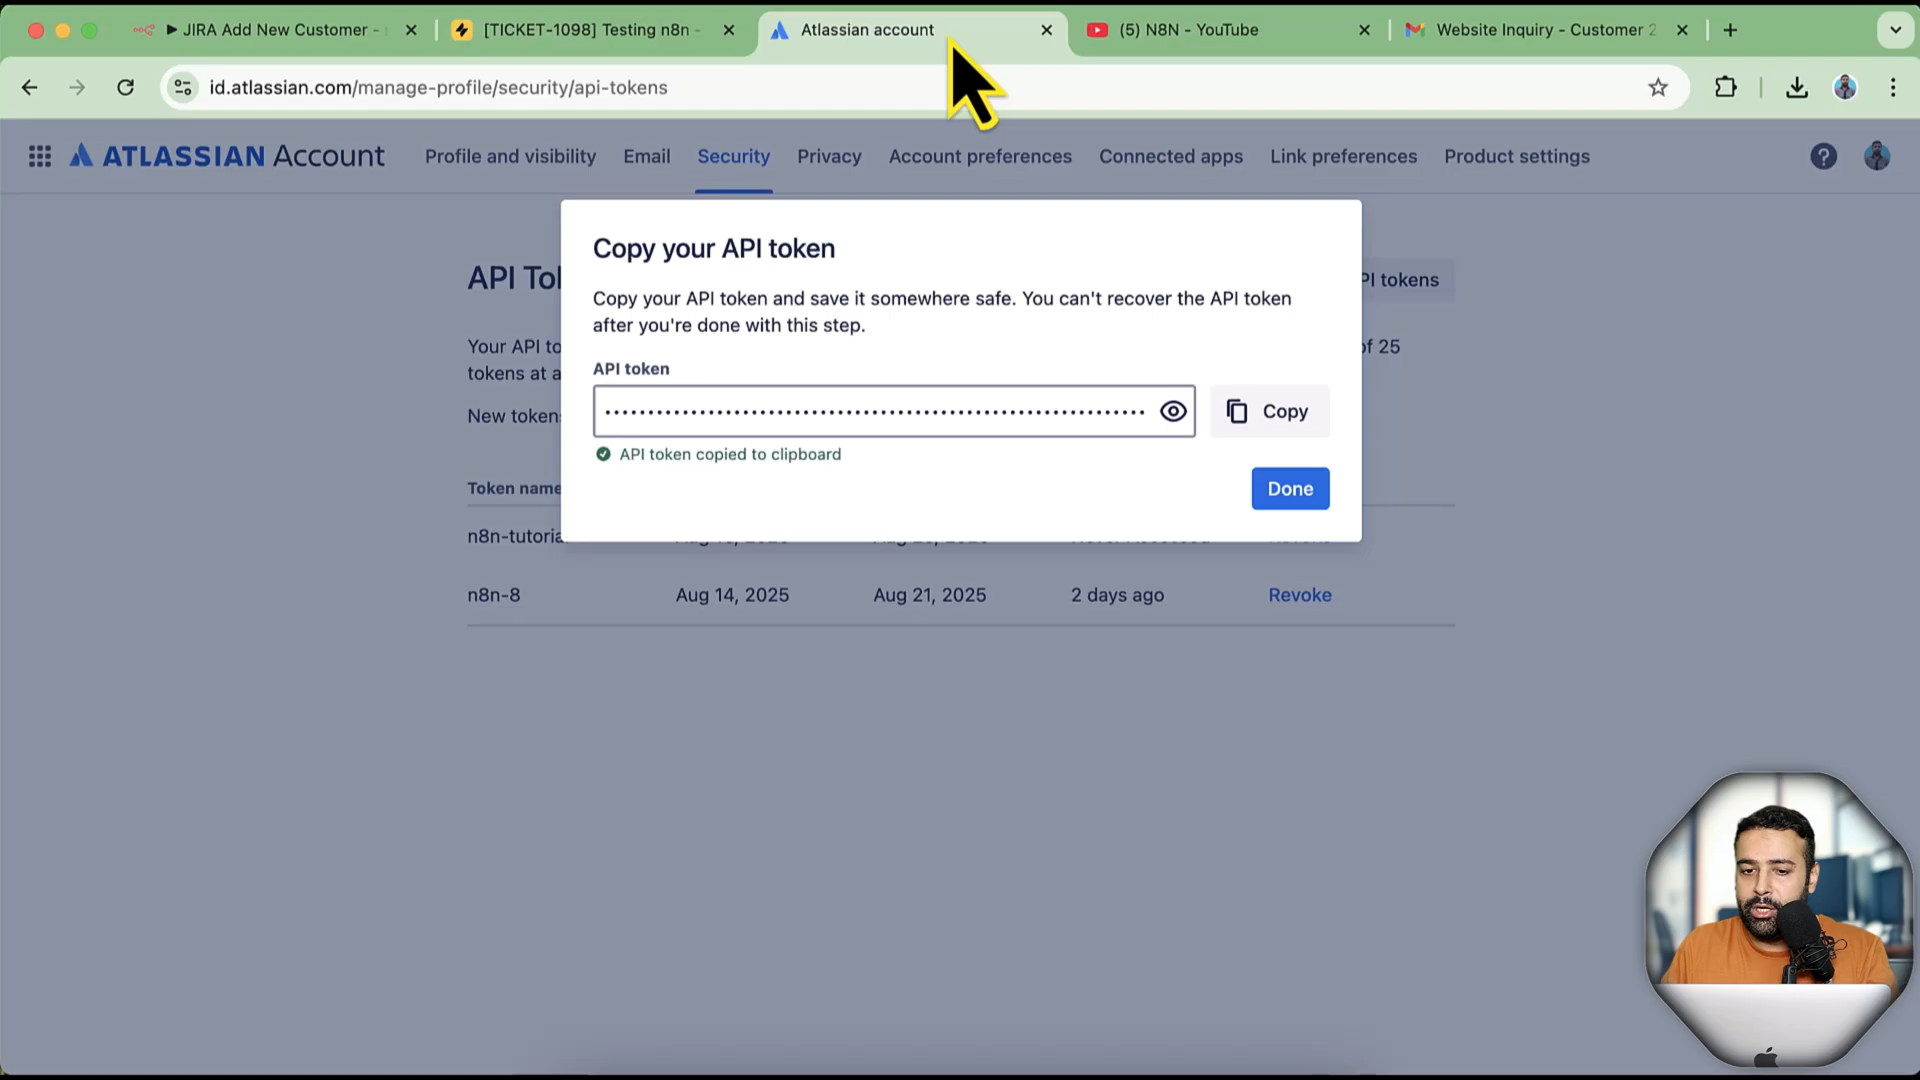 JIRA Add New Customer -
[TICKET-1098] Testing n8n -
Atlassian account
(5) N8N - YouTube
Website Inquiry - Customer 2
id.atlassian.com/manage-profile/security/api-tokens
ATLASSIAN Account
Profile and visibility
Email
Security
Privacy
Account preferences
Connected apps
Link preferences
Product settings
Copy your API token
Copy your API token and save it somewhere safe. You can't recover the API token
after you're done with this step.
API token
Copy
API token copied to clipboard
Done
API Tok
PI tokens
Your API to
of 25
tokens at a
New token
Token name
n8n-tutoria
n8n-8
Aug 14, 2025
Aug 21, 2025
2 days ago
Revoke